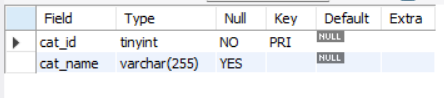 Field Type Null Key Default Extra
cat_id tinyint NO PRI NULL
cat_name varchar(255) YES NULL